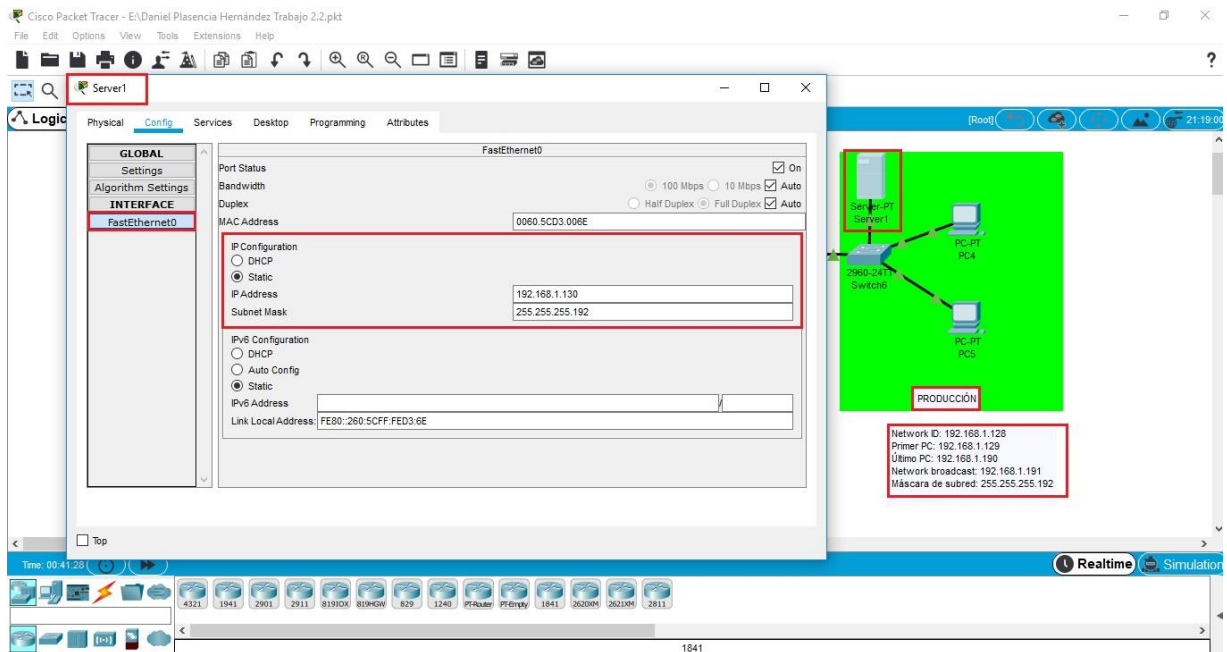 Cisco Packet Tracer - E:\Daniel Plasencia Hernández Trabajo 2.2.pkt
File Edit Options View Tools Extensions Help
?
Server1
Logic
[Root]
21:19:00
Physical Config Services Desktop Programming Attributes
GLOBAL
Settings
Algorithm Settings
INTERFACE
FastEthernet0
FastEthernet0
Port Status
On
Bandwidth
100 Mbps 10 Mbps Auto
Duplex
Half Duplex Full Duplex Auto
MAC Address
0060.5CD3.006E
IP Configuration
DHCP
Static
IP Address
192.168.1.130
Subnet Mask
255.255.255.192
IPv6 Configuration
DHCP
Auto Config
Static
IPv6 Address
/
Link Local Address: FE80::260:5CFF:FED3:6E
Top
Server-PT
Server1
PC-PT
PC4
2960-24TT
Switch6
PC-PT
PC5
PRODUCCIÓN
Network ID: 192.168.1.128
Primer PC: 192.168.1.129
Último PC: 192.168.1.190
Network broadcast: 192.168.1.191
Máscara de subred: 255.255.255.192
Time: 00:41:28
Realtime
Simulation
4321 1941 2901 2911 819IOX 819HGW 829 1240 PT-Router PT-Empty 1841 2620XM 2621XM 2811
1841